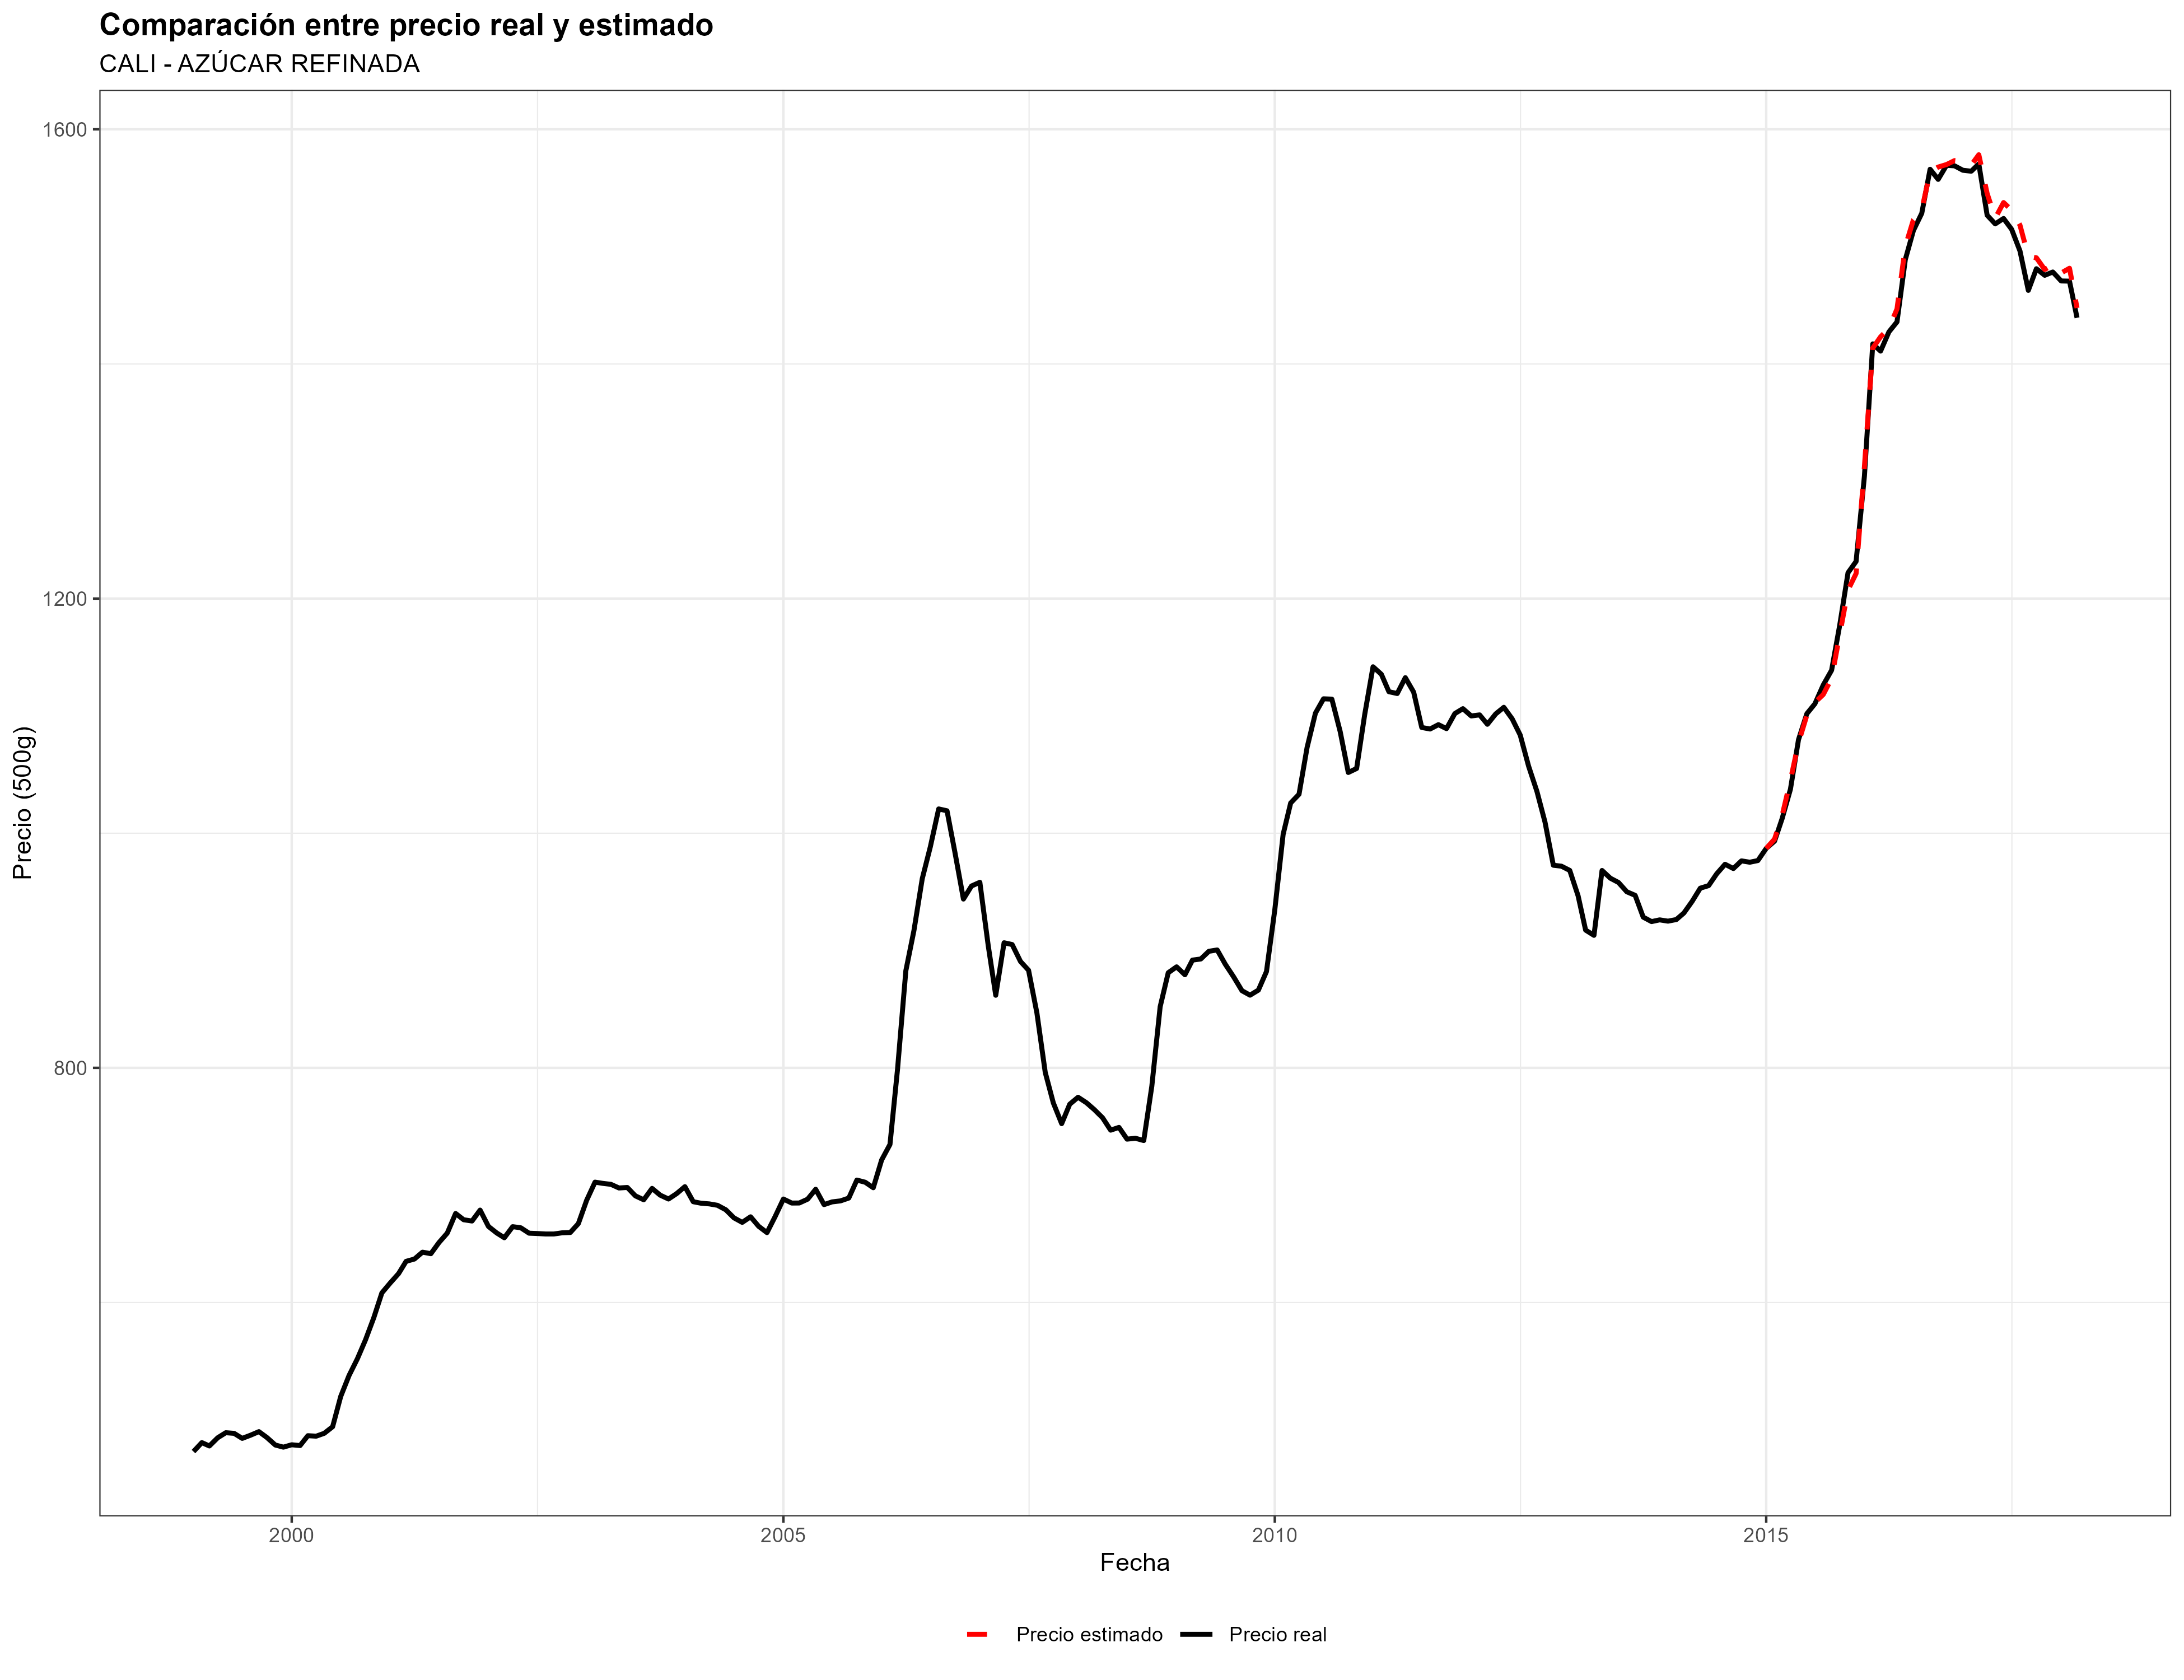 Comparación entre precio real y estimado
CALI - AZÚCAR REFINADA
1600
1200
800
Precio (500g)
2000 2005 2010 2015
Fecha
Precio estimado Precio real